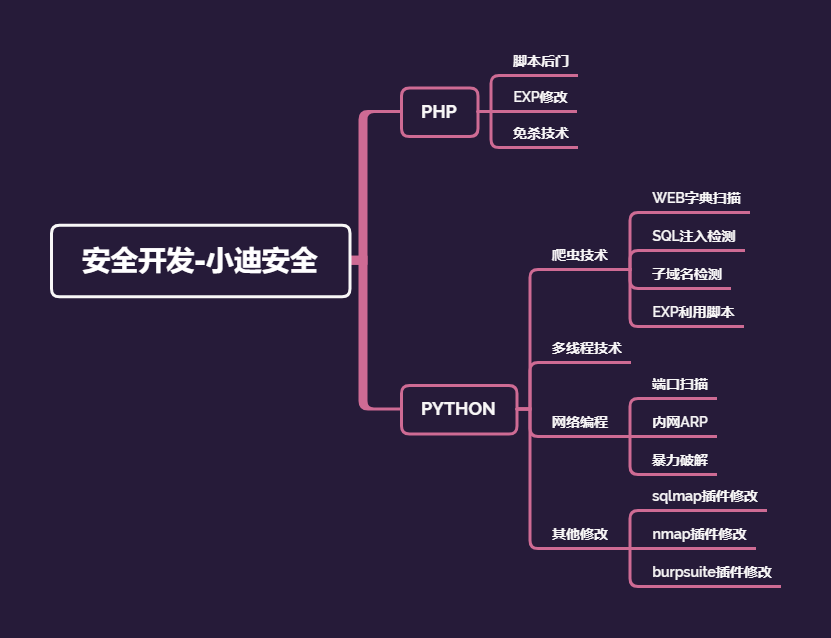 安全开发-小迪安全
PHP
脚本后门
EXP修改
免杀技术
PYTHON
爬虫技术
WEB字典扫描
SQL注入检测
子域名检测
EXP利用脚本
多线程技术
网络编程
端口扫描
内网ARP
暴力破解
其他修改
sqlmap插件修改
nmap插件修改
burpsuite插件修改